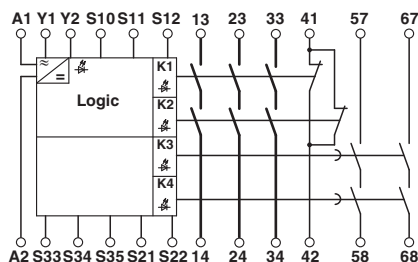 A1 Y1 Y2 S10 S11 S12 13 23 33 41 57 67
K1
Logic
K2
K3
K4
A2 S33 S34 S35 S21 S22 14 24 34 42 58 68